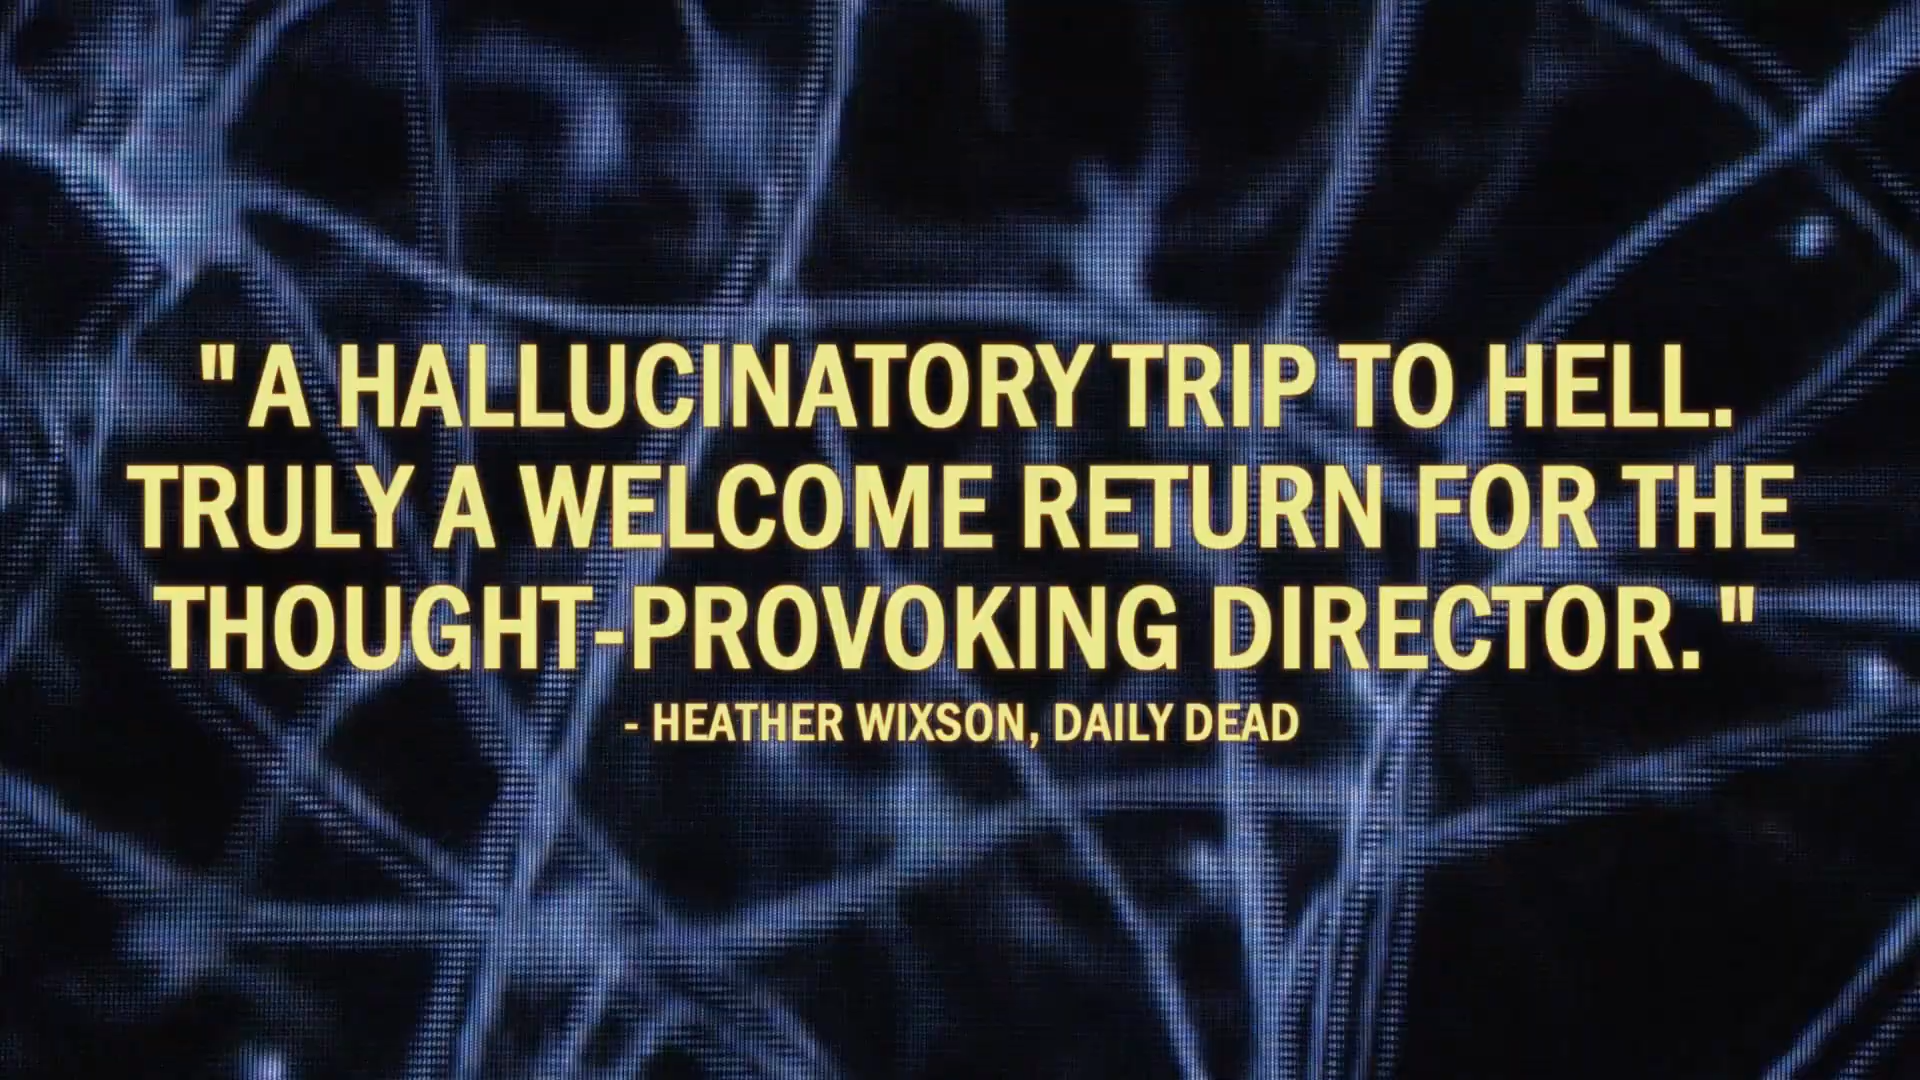 "A HALLUCINATORY TRIP TO HELL.
TRULY A WELCOME RETURN FOR THE
THOUGHT-PROVOKING DIRECTOR."
- HEATHER WIXSON, DAILY DEAD